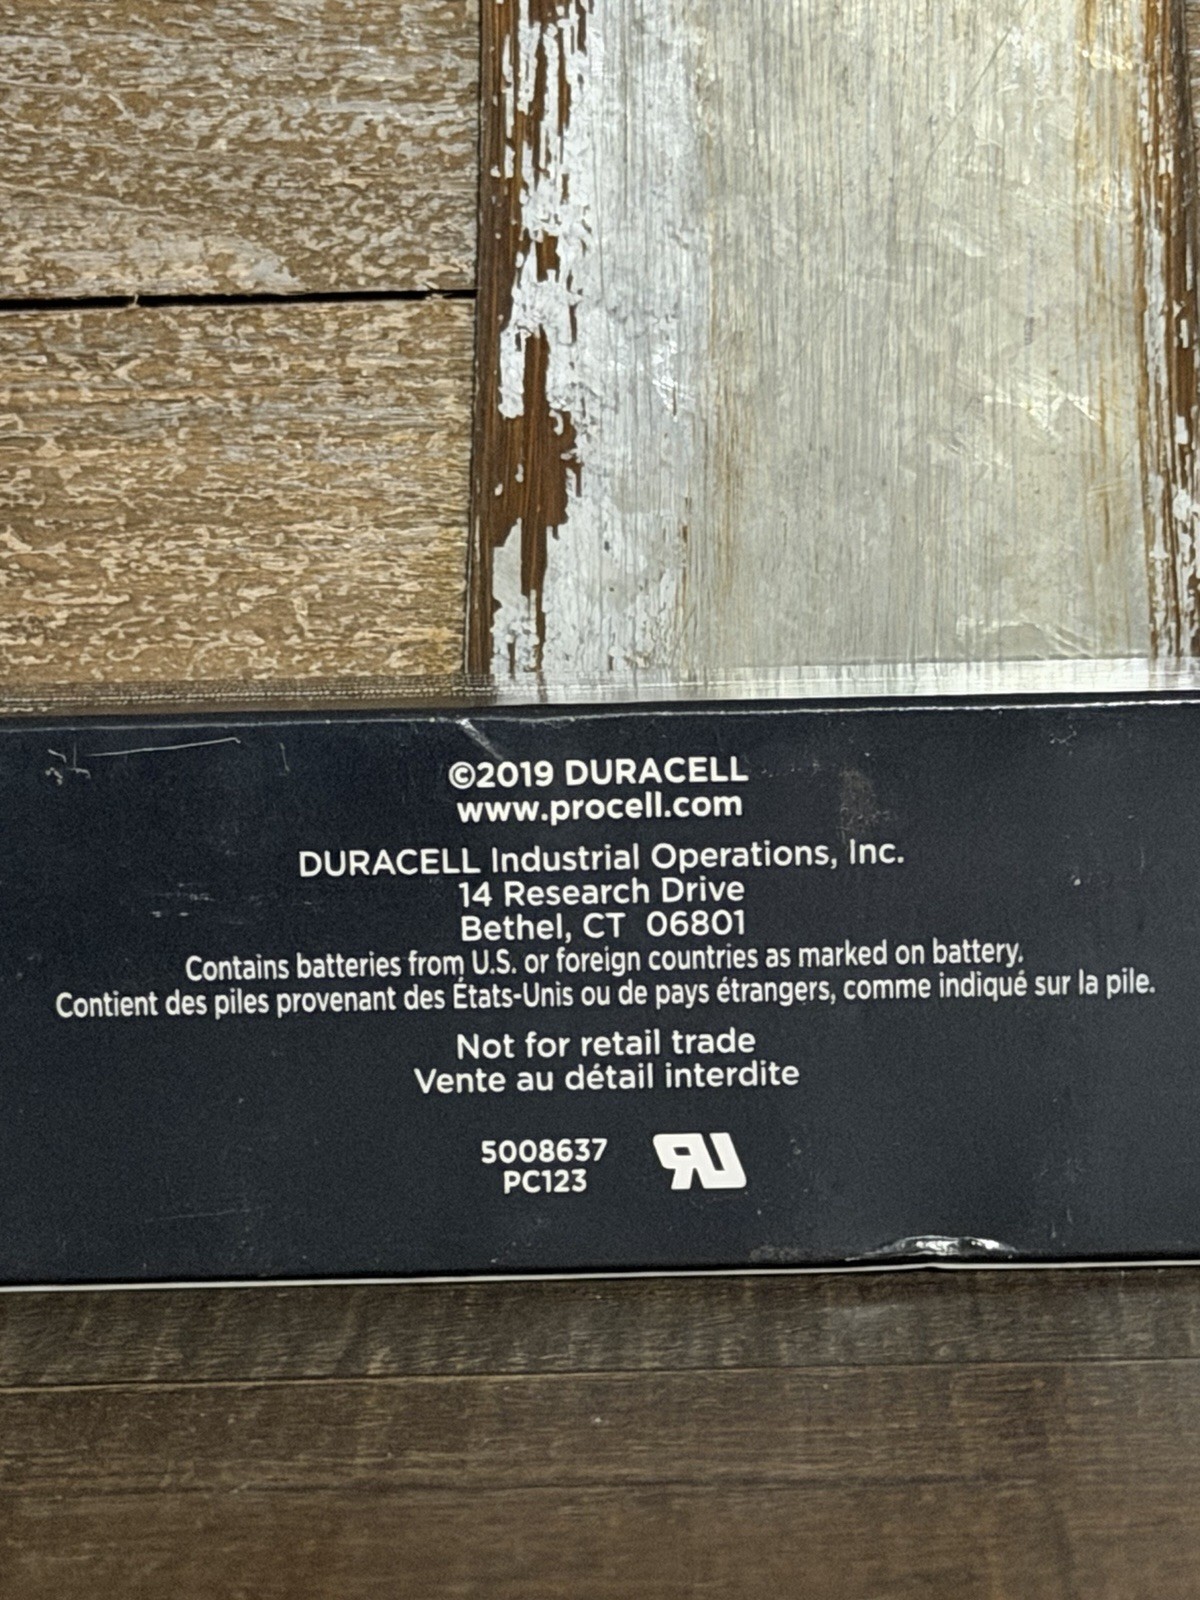 ©2019 DURACELL
www.procell.com
DURACELL Industrial Operations, Inc.
14 Research Drive
Bethel, CT 06801
Contains batteries from U.S. or foreign countries as marked on battery.
Contient des piles provenant des États-Unis ou de pays étrangers, comme indiqué sur la pile.
Not for retail trade
Vente au détail interdite
5008637
PC123